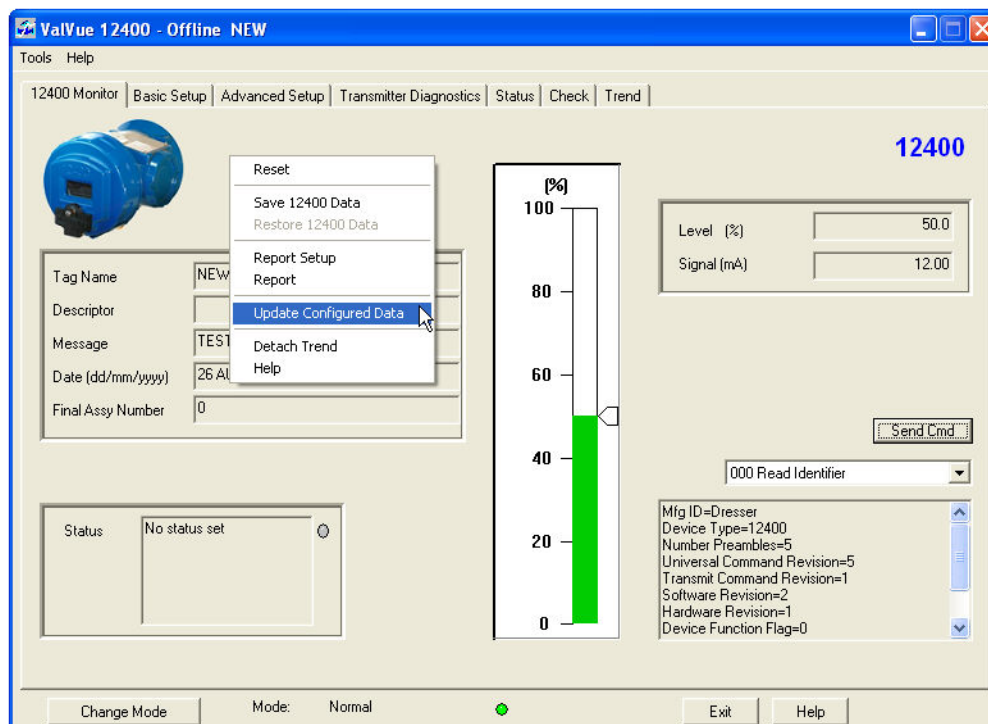 ValVue 12400 - Offline NEW
Tools Help
12400 Monitor Basic Setup Advanced Setup Transmitter Diagnostics Status Check Trend
12400
Reset
Save 12400 Data
Restore 12400 Data
Report Setup
Report
Update Configured Data
Detach Trend
Help
Tag Name NEW
Descriptor
Message TEST
Date (dd/mm/yyyy) 26
Final Assy Number 0
Status No status set
(%)
100
80
60
40
20
0
Level (%) 50.0
Signal (mA) 12.00
Send Cmd
000 Read Identifier
Mfg ID=Dresser
Device Type=12400
Number Preambles=5
Universal Command Revision=5
Transmit Command Revision=1
Software Revision=2
Hardware Revision=1
Device Function Flag=0
Change Mode Mode: Normal Exit Help